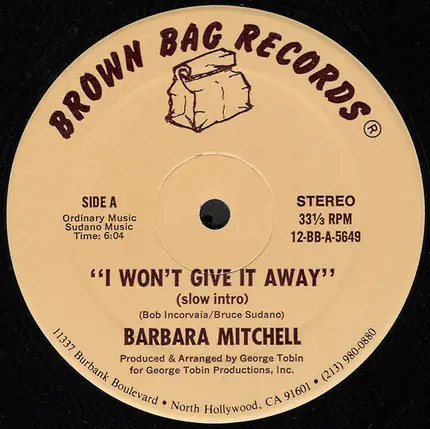 BROWN BAG RECORDS®
SIDE A
Ordinary Music
Sudano Music
Time: 6:04
STEREO
33⅓ RPM
12-BB-A-5649
"I WON'T GIVE IT AWAY"
(slow intro)
(Bob Incorvaia/Bruce Sudano)
BARBARA MITCHELL
Produced & Arranged by George Tobin
for George Tobin Productions, Inc.
11337 Burbank Boulevard • North Hollywood, CA 91601 • (213) 980-0880